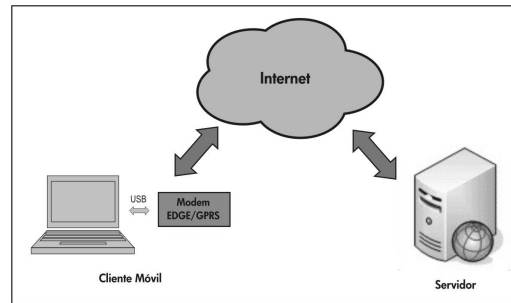 Internet
USB
Modem
EDGE/GPRS
Cliente Móvil
Servidor